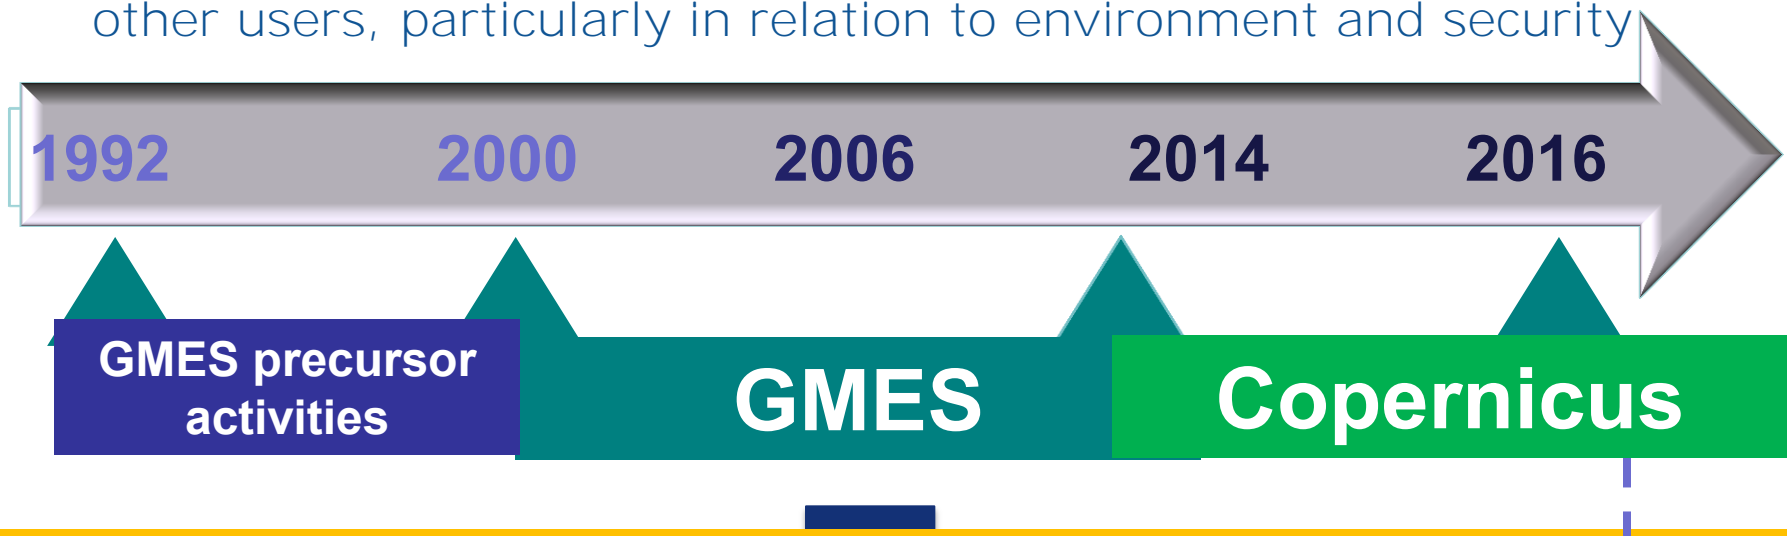 other users, particularly in relation to environment and security
1992 2000 2006 2014 2016
GMES precursor
activities
GMES
Copernicus